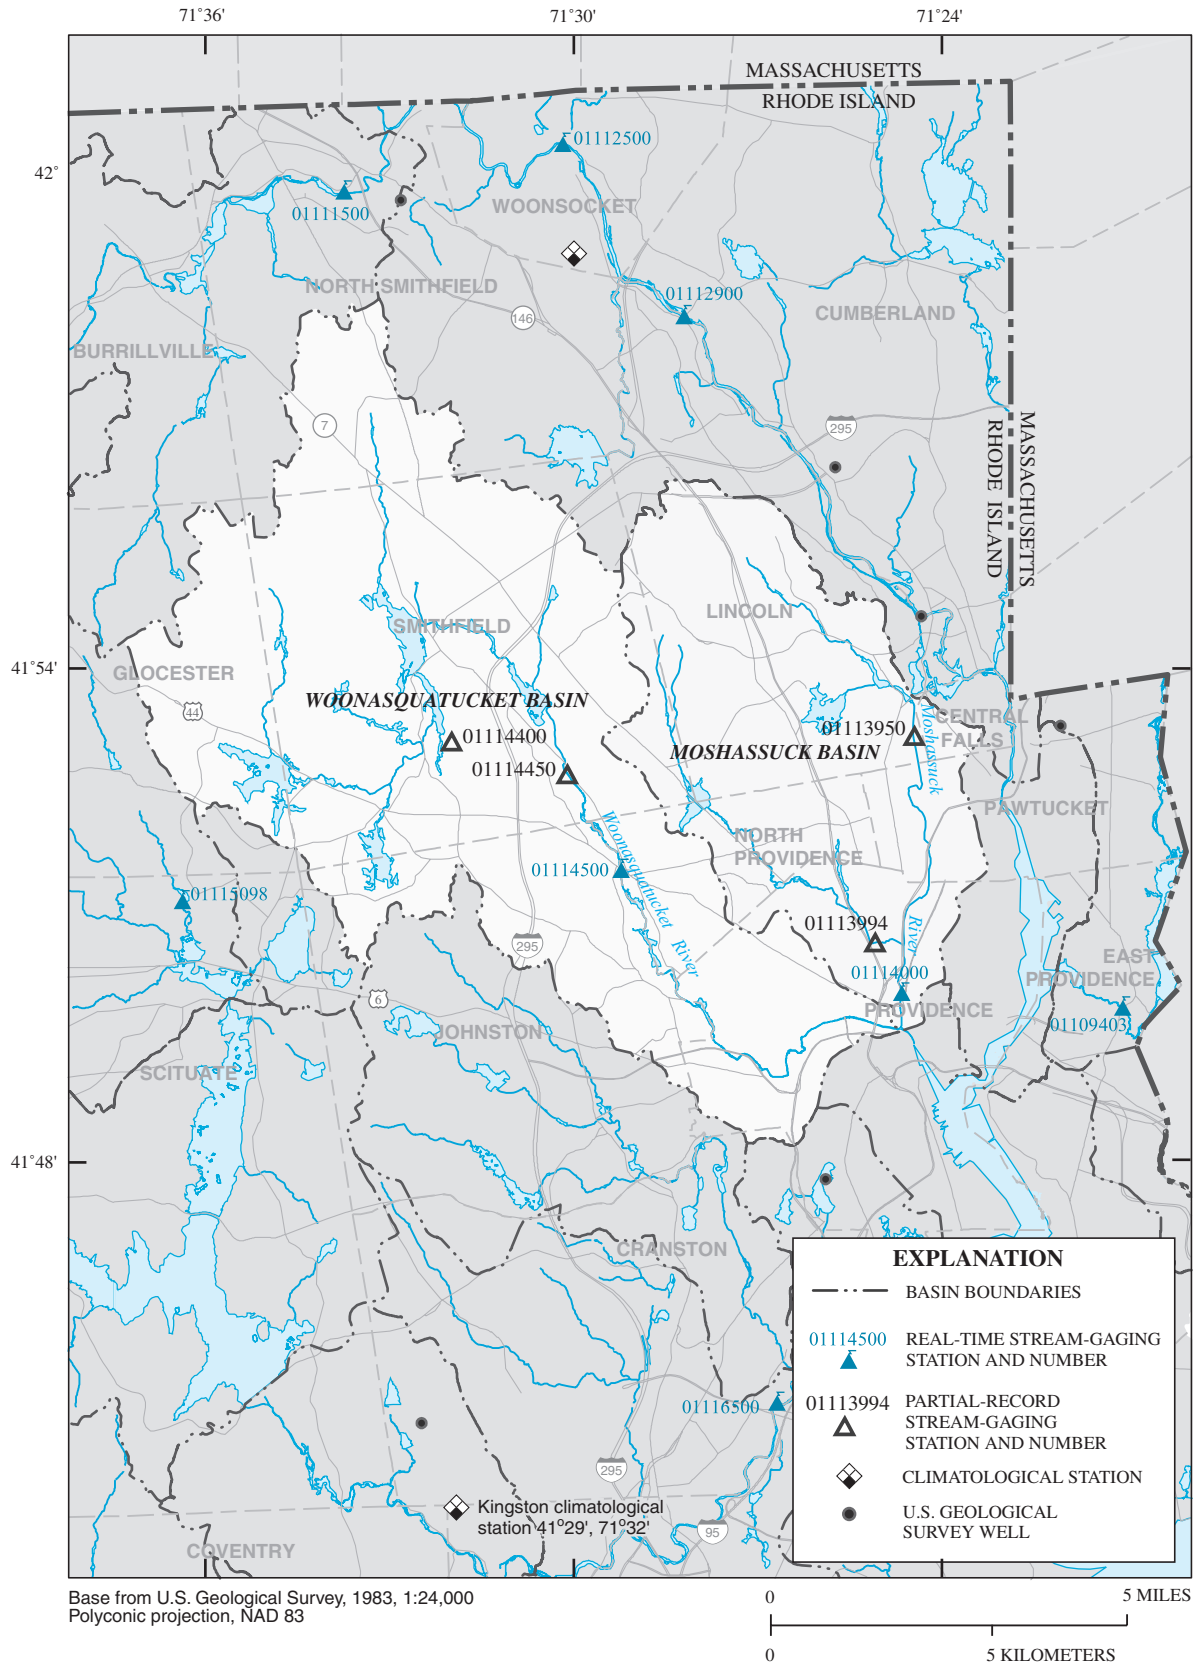 71°36'
71°30'
71°24'
MASSACHUSETTS
RHODE ISLAND
01112500
42°
01111500
WOONSOCKET
NORTH SMITHFIELD
01112900
146
CUMBERLAND
BURRILLVILLE
7
295
MASSACHUSETTS
RHODE ISLAND
LINCOLN
SMITHFIELD
41°54'
GLOCESTER
WOONASQUATUCKET BASIN
44
01114400
01113950
Moshassuck
CENTRAL
FALLS
MOSHASSUCK BASIN
01114450
PAWTUCKET
Woonasquatucket River
NORTH
PROVIDENCE
01114500
01115098
01113994
River
295
EAST
PROVIDENCE
01114000
6
PROVIDENCE
01109403
JOHNSTON
SCITUATE
41°48'
CRANSTON
EXPLANATION
BASIN BOUNDARIES
01114500
REAL-TIME STREAM-GAGING
STATION AND NUMBER
01113994
PARTIAL-RECORD
STREAM-GAGING
STATION AND NUMBER
CLIMATOLOGICAL STATION
U.S. GEOLOGICAL
SURVEY WELL
01116500
295
Kingston climatological
station 41°29', 71°32'
95
COVENTRY
Base from U.S. Geological Survey, 1983, 1:24,000
Polyconic projection, NAD 83
0
5 MILES
0
5 KILOMETERS